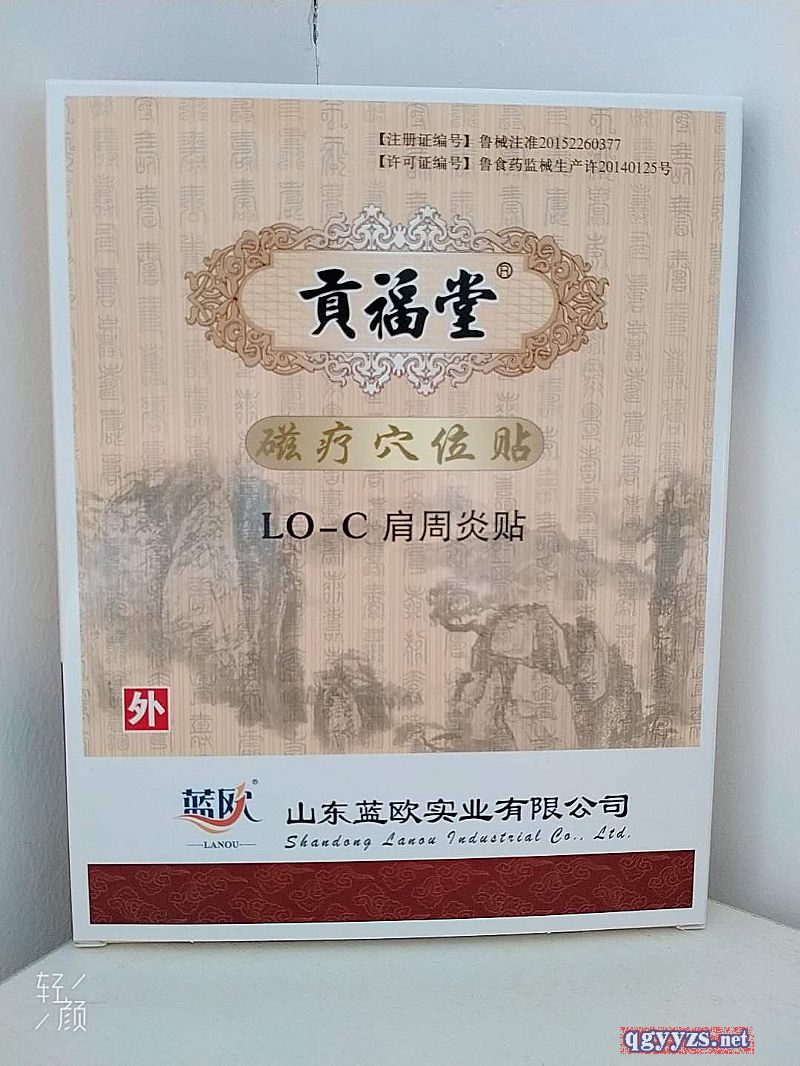 【注册证编号】鲁械注准20152260377
【许可证编号】鲁食药监械生产许20140125号
貢福堂®
磁疗穴位贴
LO-C 肩周炎贴
外
蓝欧®
LANOU
山东蓝欧实业有限公司
Shandong Lanou Industrial Co., Ltd.
轻颜
qgyyzs.net